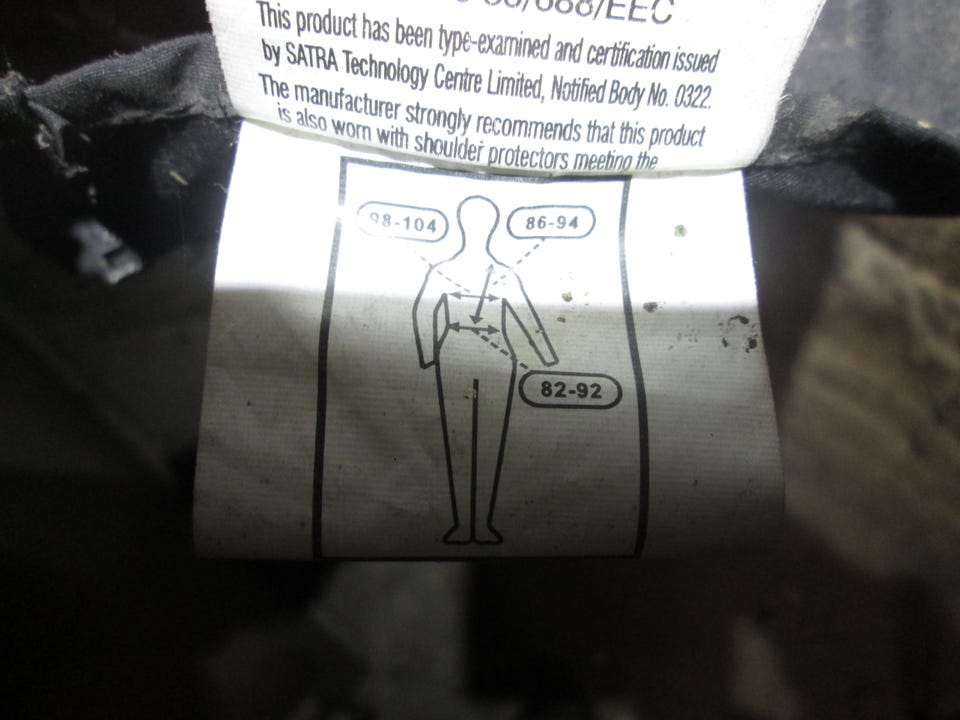 /EEC
This product has been type-examined and certification issued
by SATRA Technology Centre Limited, Notified Body No. 0322.
The manufacturer strongly recommends that this product
is also worn with shoulder protectors meeting the
98-104
86-94
82-92